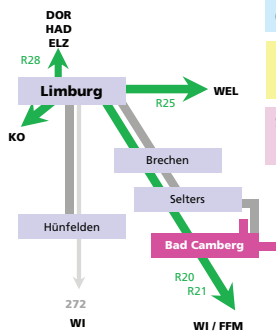 DOR
HAD
ELZ
R28
Limburg
R25
WEL
KO
Brechen
Selters
Hünfelden
Bad Camberg
R20
R21
272
WI
WI / FFM